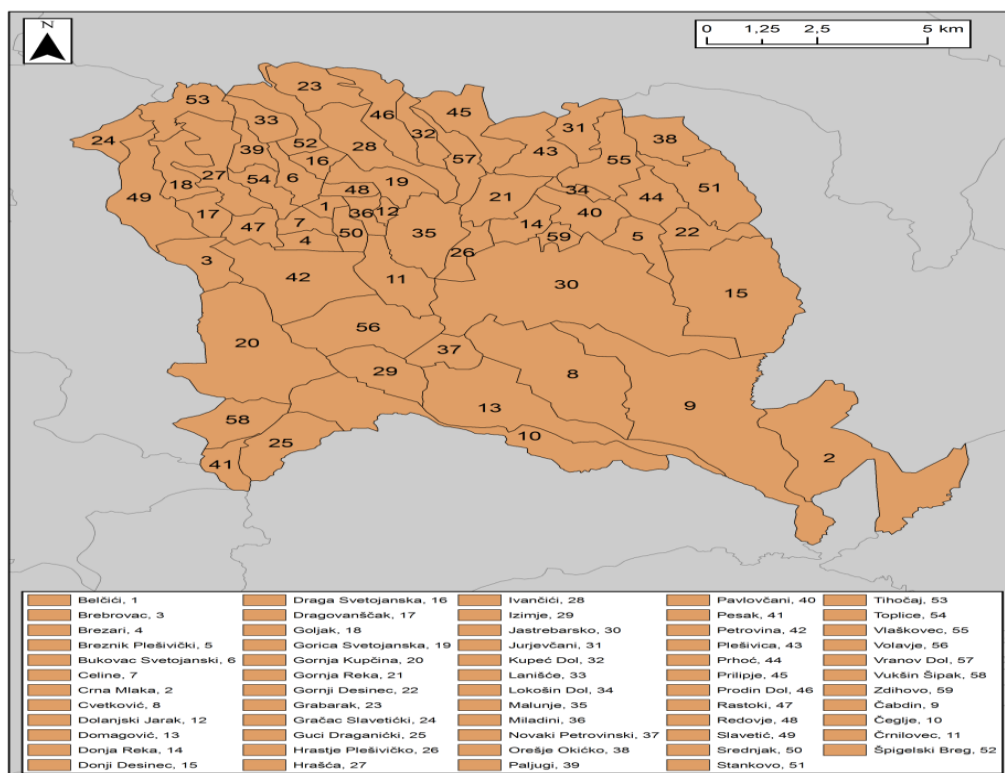 N
0 1,25 2,5 5 km
23
53
46
45
33
32
31
24
52
38
39
28
43
16
57
55
27
54
6
19
51
18
48
34
21
44
49
17
1
36
12
40
7
14
22
47
50
35
59
5
4
26
3
42
11
30
15
56
20
37
29
8
13
9
58
10
25
2
41
Belčići, 1
Brebrovac, 3
Brezari, 4
Breznik Plešivički, 5
Bukovac Svetojanski, 6
Celine, 7
Crna Mlaka, 2
Cvetković, 8
Dolanjski Jarak, 12
Domagović, 13
Donja Reka, 14
Donji Desinec, 15
Draga Svetojanska, 16
Dragovanščak, 17
Goljak, 18
Gorica Svetojanska, 19
Gornja Kupčina, 20
Gornja Reka, 21
Gornji Desinec, 22
Grabarak, 23
Gračac Slavetićki, 24
Guci Draganićki, 25
Hrastje Plešivičko, 26
Hrašća, 27
Ivančići, 28
Izimje, 29
Jastrebarsko, 30
Jurjevčani, 31
Kupeć Dol, 32
Lanišće, 33
Lokošin Dol, 34
Malunje, 35
Miladini, 36
Novaki Petrovinski, 37
Orešje Okićko, 38
Paljugi, 39
Pavlovčani, 40
Pesak, 41
Petrovina, 42
Plešivica, 43
Prhoć, 44
Prilipje, 45
Prodin Dol, 46
Rastoki, 47
Redovje, 48
Slavetić, 49
Srednjak, 50
Stankovo, 51
Tihočaj, 53
Toplice, 54
Vlaškovec, 55
Volavje, 56
Vranov Dol, 57
Vukšin Šipak, 58
Zdihovo, 59
Čabdin, 9
Čeglje, 10
Črnilovec, 11
Špigelski Breg, 52